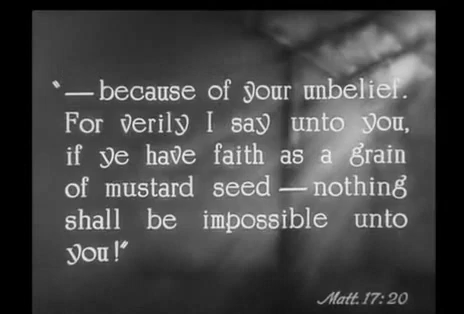 "—because of your unbelief.
For verily I say unto you,
if ye have faith as a grain
of mustard seed — nothing
shall be impossible unto
you!"
Matt. 17:20